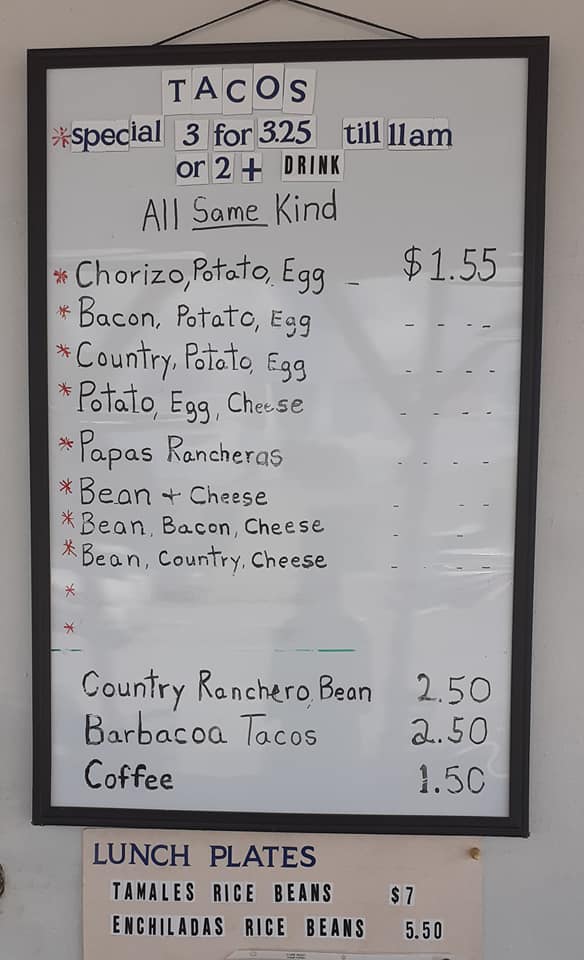 TACOS
*special 3 for 3.25 till 11am
or 2 + DRINK
All Same Kind
* Chorizo, Potato, Egg - $1.55
* Bacon, Potato, Egg - - - -
* Country, Potato, Egg - - - -
* Potato, Egg, Cheese - - - -
* Papas Rancheras - - - -
* Bean + Cheese - - -
* Bean, Bacon, Cheese - -
* Bean, Country, Cheese - - - -
*
*
Country Ranchero, Bean 2.50
Barbacoa Tacos 2.50
Coffee 1.50
LUNCH PLATES
TAMALES RICE BEANS $7
ENCHILADAS RICE BEANS 5.50